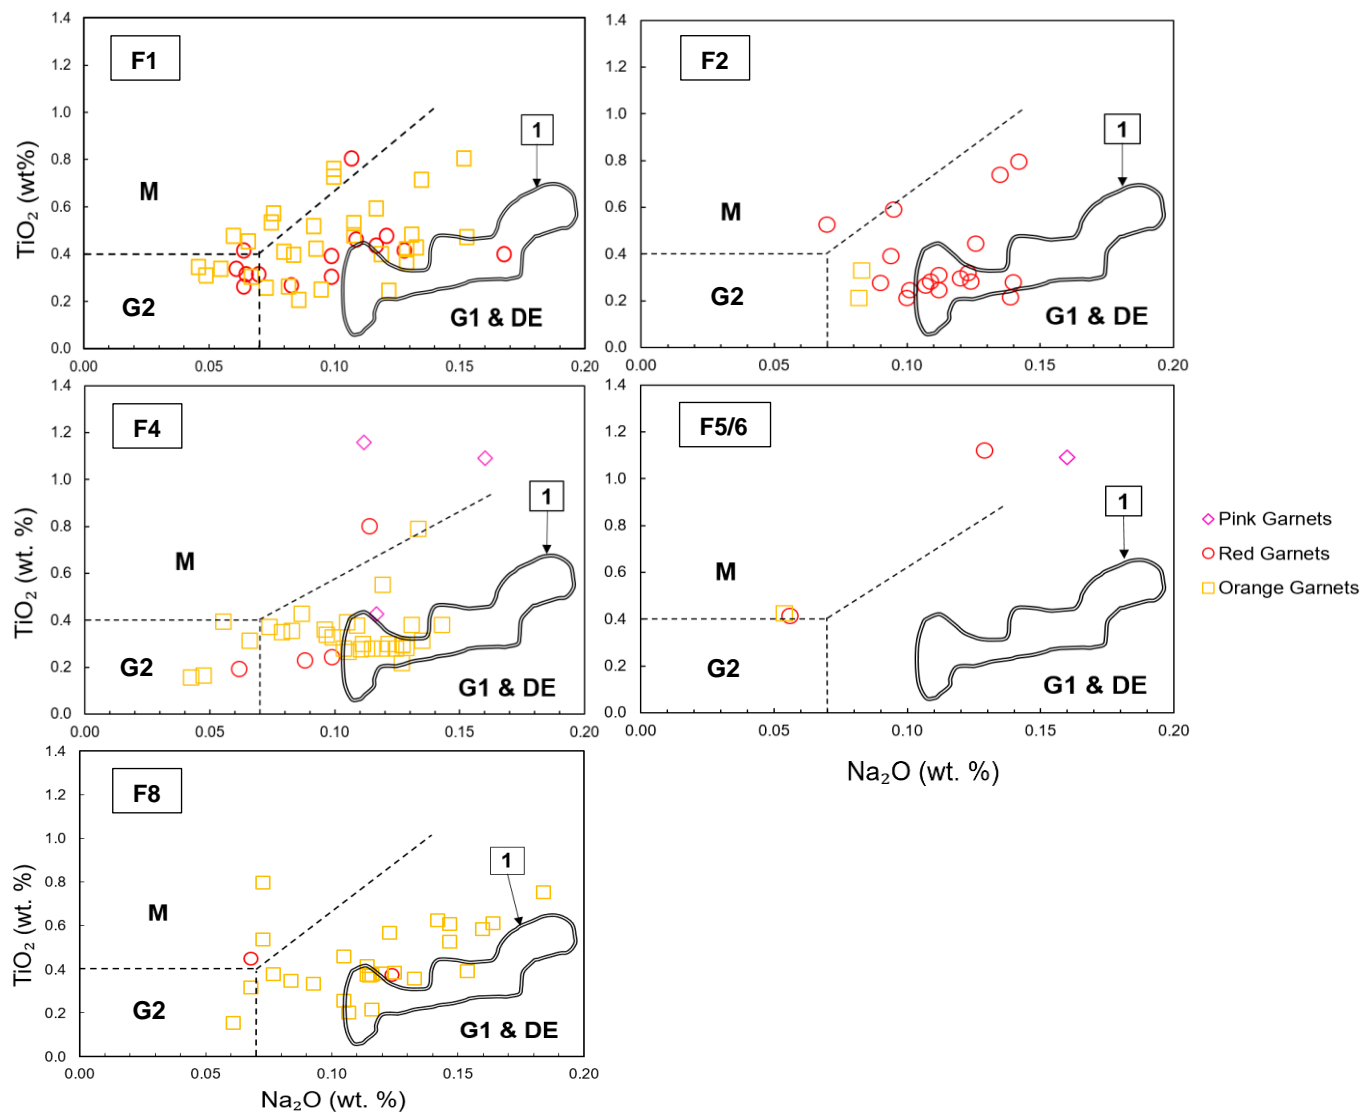 F1
1
M
G2
G1 & DE
TiO₂ (wt%)
1.4
1.2
1.0
0.8
0.6
0.4
0.2
0.0
0.00 0.05 0.10 0.15 0.20
F2
1
M
G2
G1 & DE
1.4
1.2
1.0
0.8
0.6
0.4
0.2
0.0
0.00 0.05 0.10 0.15 0.20
F4
1
M
G2
G1 & DE
TiO₂ (wt. %)
1.4
1.2
1.0
0.8
0.6
0.4
0.2
0.0
0.00 0.05 0.10 0.15 0.20
F5/6
1
M
G2
G1 & DE
1.4
1.2
1.0
0.8
0.6
0.4
0.2
0.0
0.00 0.05 0.10 0.15 0.20
Na₂O (wt. %)
Pink Garnets
Red Garnets
Orange Garnets
F8
1
M
G2
G1 & DE
TiO₂ (wt. %)
1.4
1.2
1.0
0.8
0.6
0.4
0.2
0.0
0.00 0.05 0.10 0.15 0.20
Na₂O (wt. %)